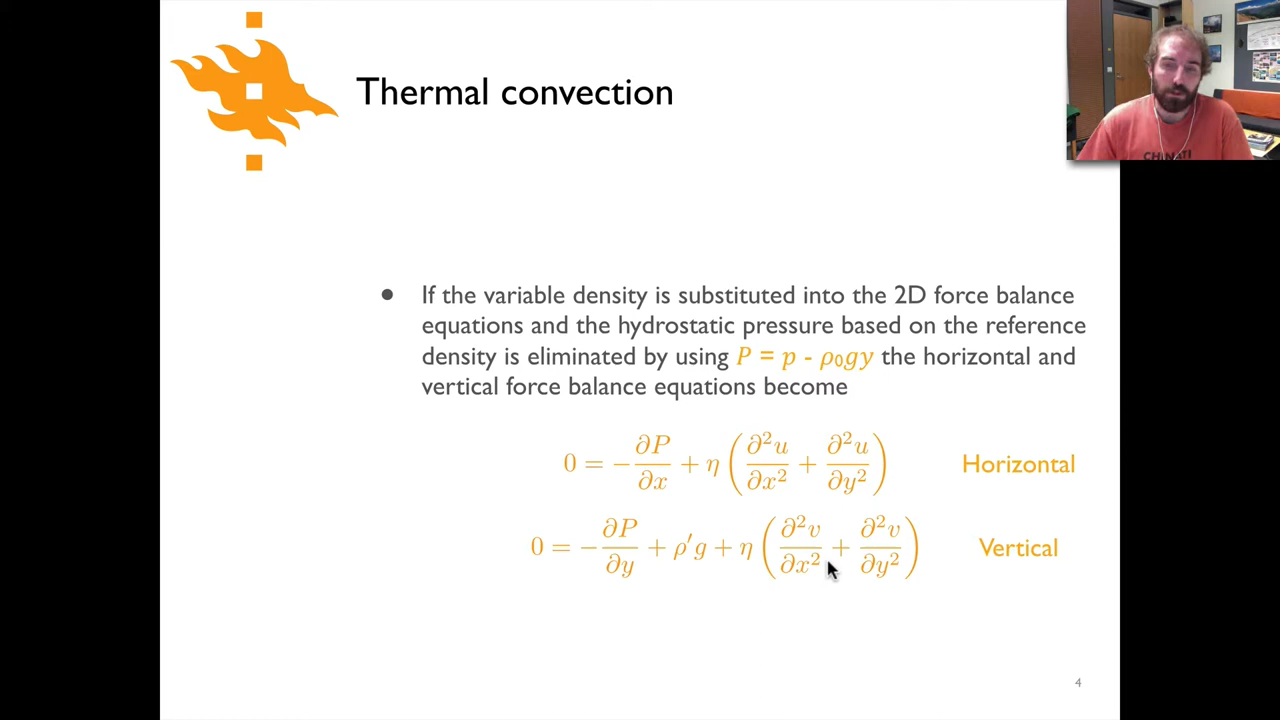 Thermal convection
• If the variable density is substituted into the 2D force balance
equations and the hydrostatic pressure based on the reference
density is eliminated by using P = p - ρ₀gy the horizontal and
vertical force balance equations become
0 = −∂P/∂x + η(∂²u/∂x² + ∂²u/∂y²) Horizontal
0 = −∂P/∂y + ρ′g + η(∂²v/∂x² + ∂²v/∂y²) Vertical
4